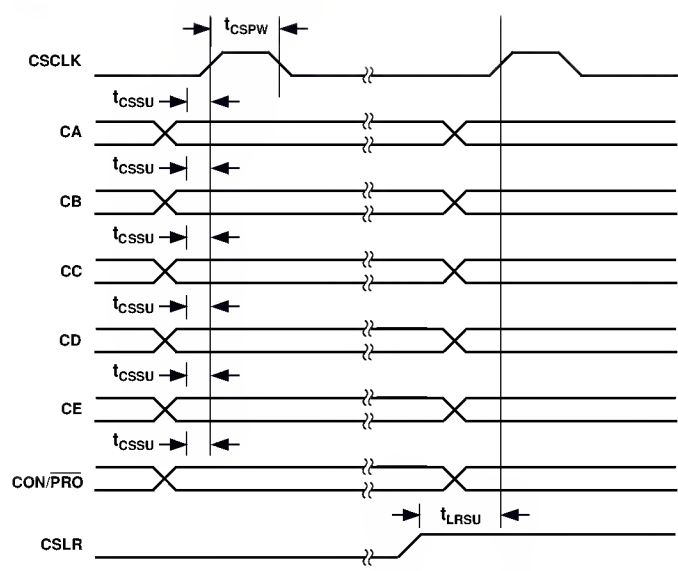 tCSPW
CSCLK
tCSSU
CA
tCSSU
CB
tCSSU
CC
tCSSU
CD
tCSSU
CE
tCSSU
CON/PRO
tLRSU
CSLR